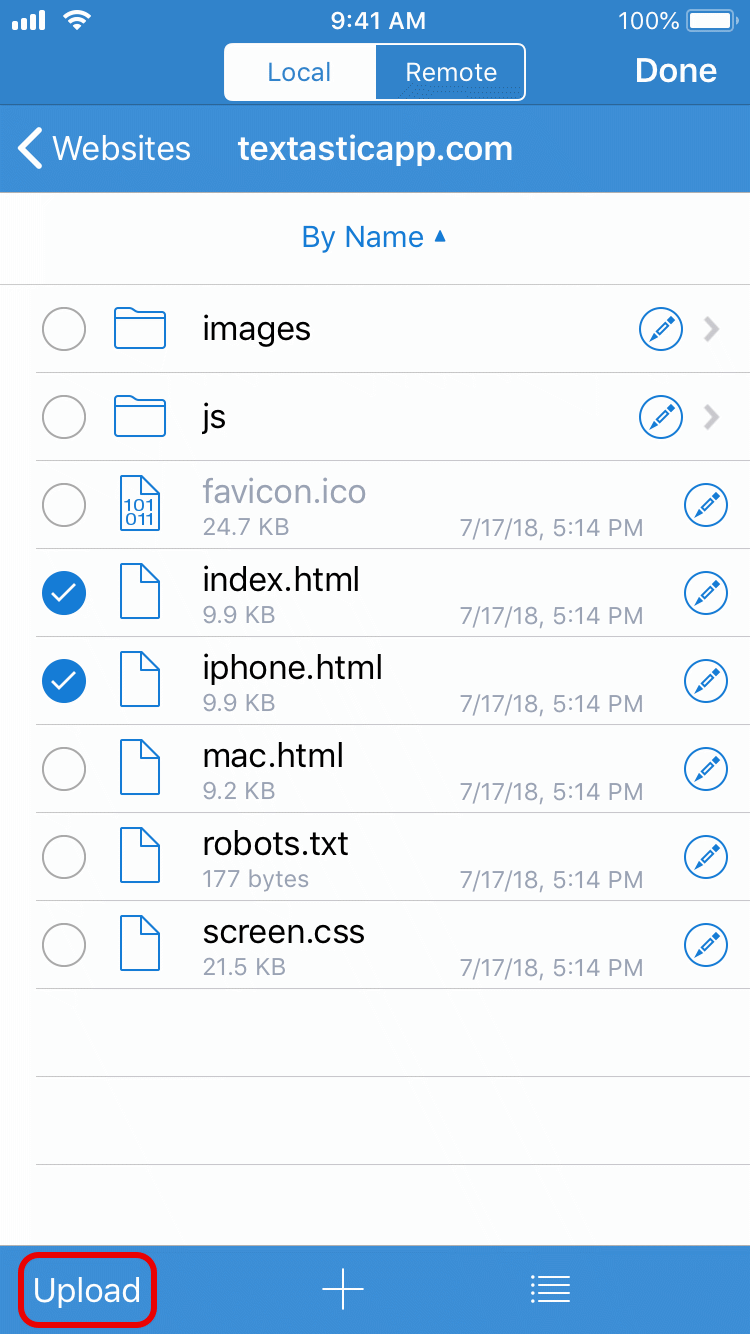 9:41 AM 100%
Local Remote Done
Websites textasticapp.com
By Name ▲
images
js
101
011
favicon.ico
24.7 KB 7/17/18, 5:14 PM
index.html
9.9 KB 7/17/18, 5:14 PM
iphone.html
9.9 KB 7/17/18, 5:14 PM
mac.html
9.2 KB 7/17/18, 5:14 PM
robots.txt
177 bytes 7/17/18, 5:14 PM
screen.css
21.5 KB 7/17/18, 5:14 PM
Upload